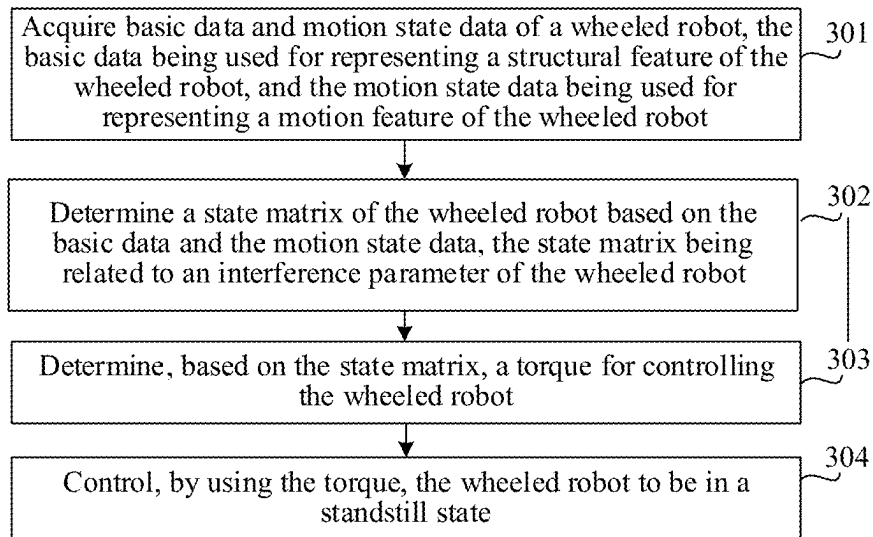 Acquire basic data and motion state data of a wheeled robot, the
basic data being used for representing a structural feature of the
wheeled robot, and the motion state data being used for
representing a motion feature of the wheeled robot
301
Determine a state matrix of the wheeled robot based on the
basic data and the motion state data, the state matrix being
related to an interference parameter of the wheeled robot
302
Determine, based on the state matrix, a torque for controlling
the wheeled robot
303
Control, by using the torque, the wheeled robot to be in a
standstill state
304